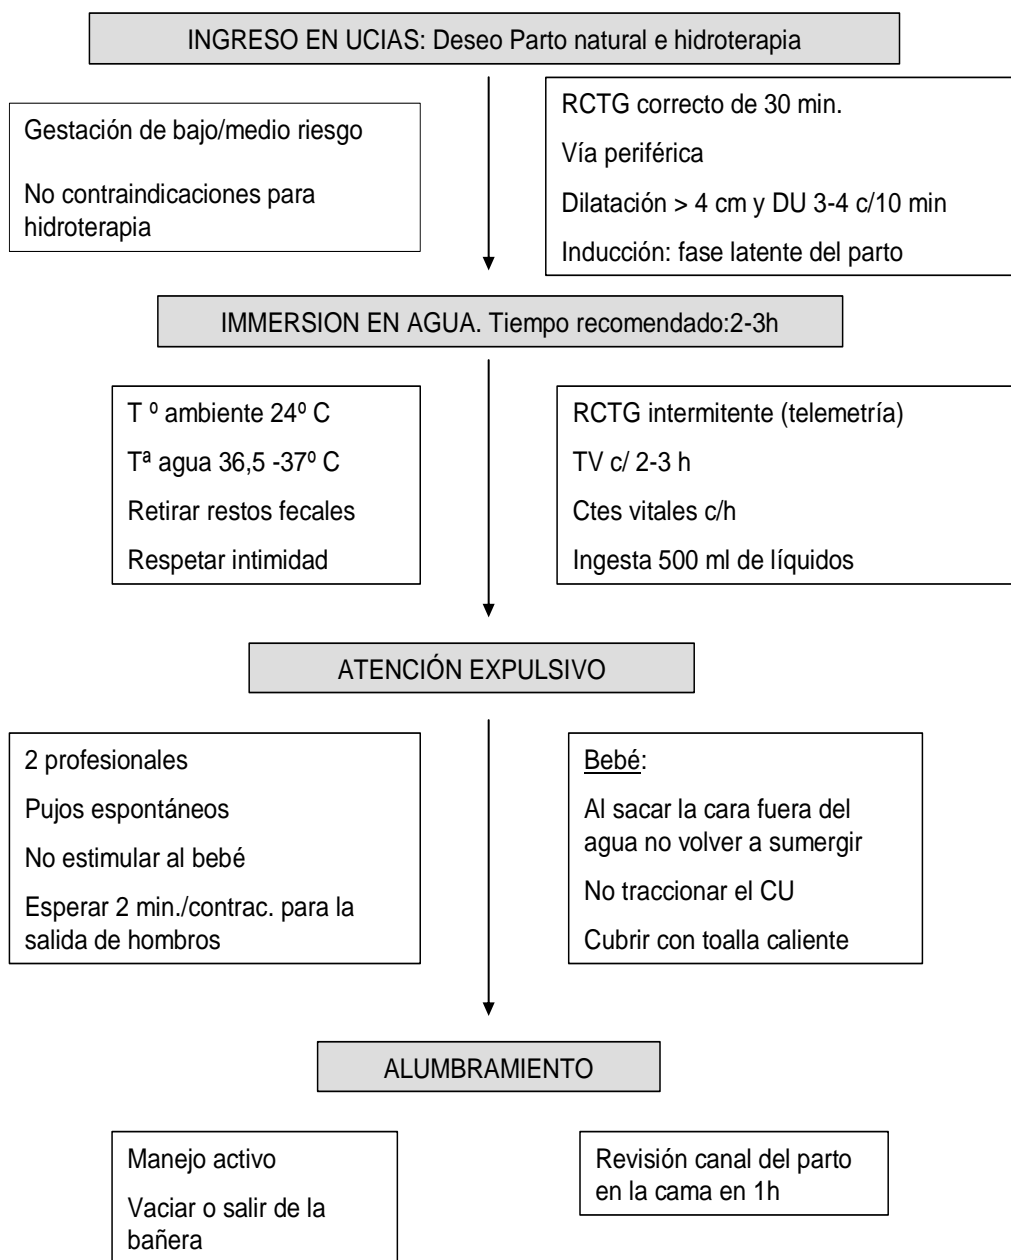 INGRESO EN UCIAS: Deseo Parto natural e hidroterapia
Gestación de bajo/medio riesgo
No contraindicaciones para
hidroterapia
RCTG correcto de 30 min.
Vía periférica
Dilatación > 4 cm y DU 3-4 c/10 min
Inducción: fase latente del parto
IMMERSION EN AGUA. Tiempo recomendado:2-3h
T º ambiente 24º C
Tª agua 36,5 -37º C
Retirar restos fecales
Respetar intimidad
RCTG intermitente (telemetría)
TV c/ 2-3 h
Ctes vitales c/h
Ingesta 500 ml de líquidos
ATENCIÓN EXPULSIVO
2 profesionales
Pujos espontáneos
No estimular al bebé
Esperar 2 min./contrac. para la
salida de hombros
Bebé:
Al sacar la cara fuera del
agua no volver a sumergir
No traccionar el CU
Cubrir con toalla caliente
ALUMBRAMIENTO
Manejo activo
Vaciar o salir de la
bañera
Revisión canal del parto
en la cama en 1h